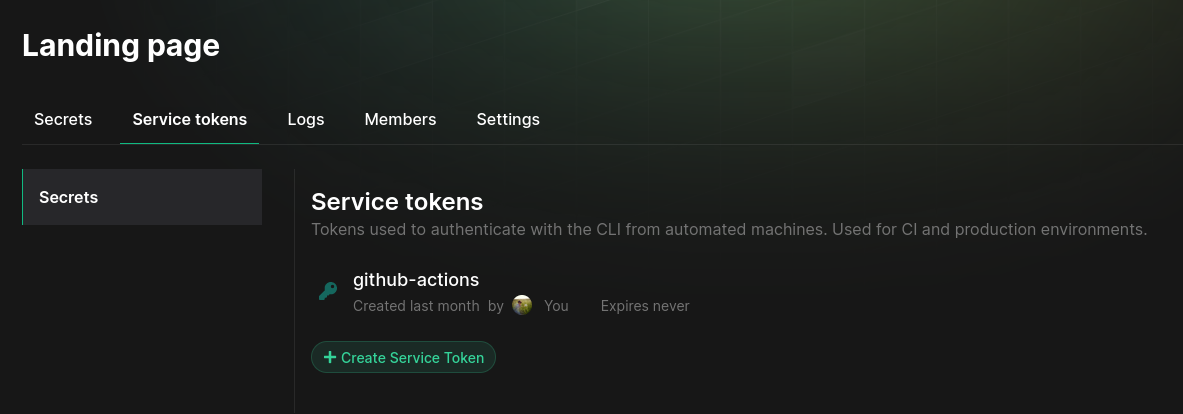 Landing page
Secrets Service tokens Logs Members Settings
Secrets
Service tokens
Tokens used to authenticate with the CLI from automated machines. Used for CI and production environments.
github-actions
Created last month by You Expires never
Create Service Token